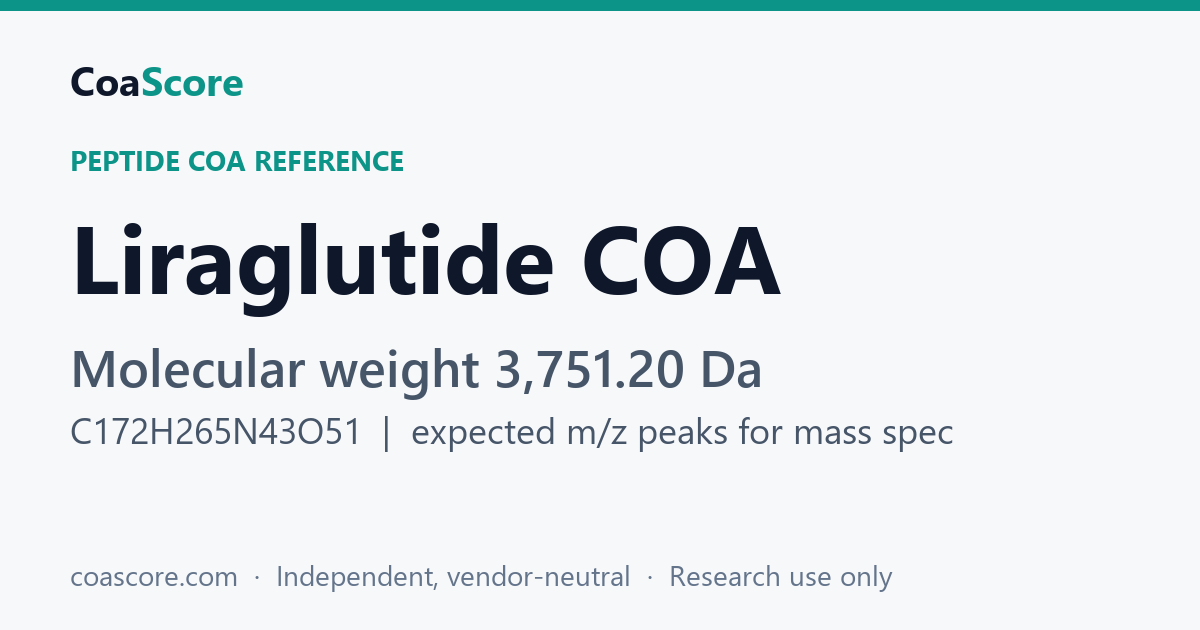 CoaScore
PEPTIDE COA REFERENCE
Liraglutide COA
Molecular weight 3,751.20 Da
C172H265N43O51 | expected m/z peaks for mass spec
coascore.com · Independent, vendor-neutral · Research use only